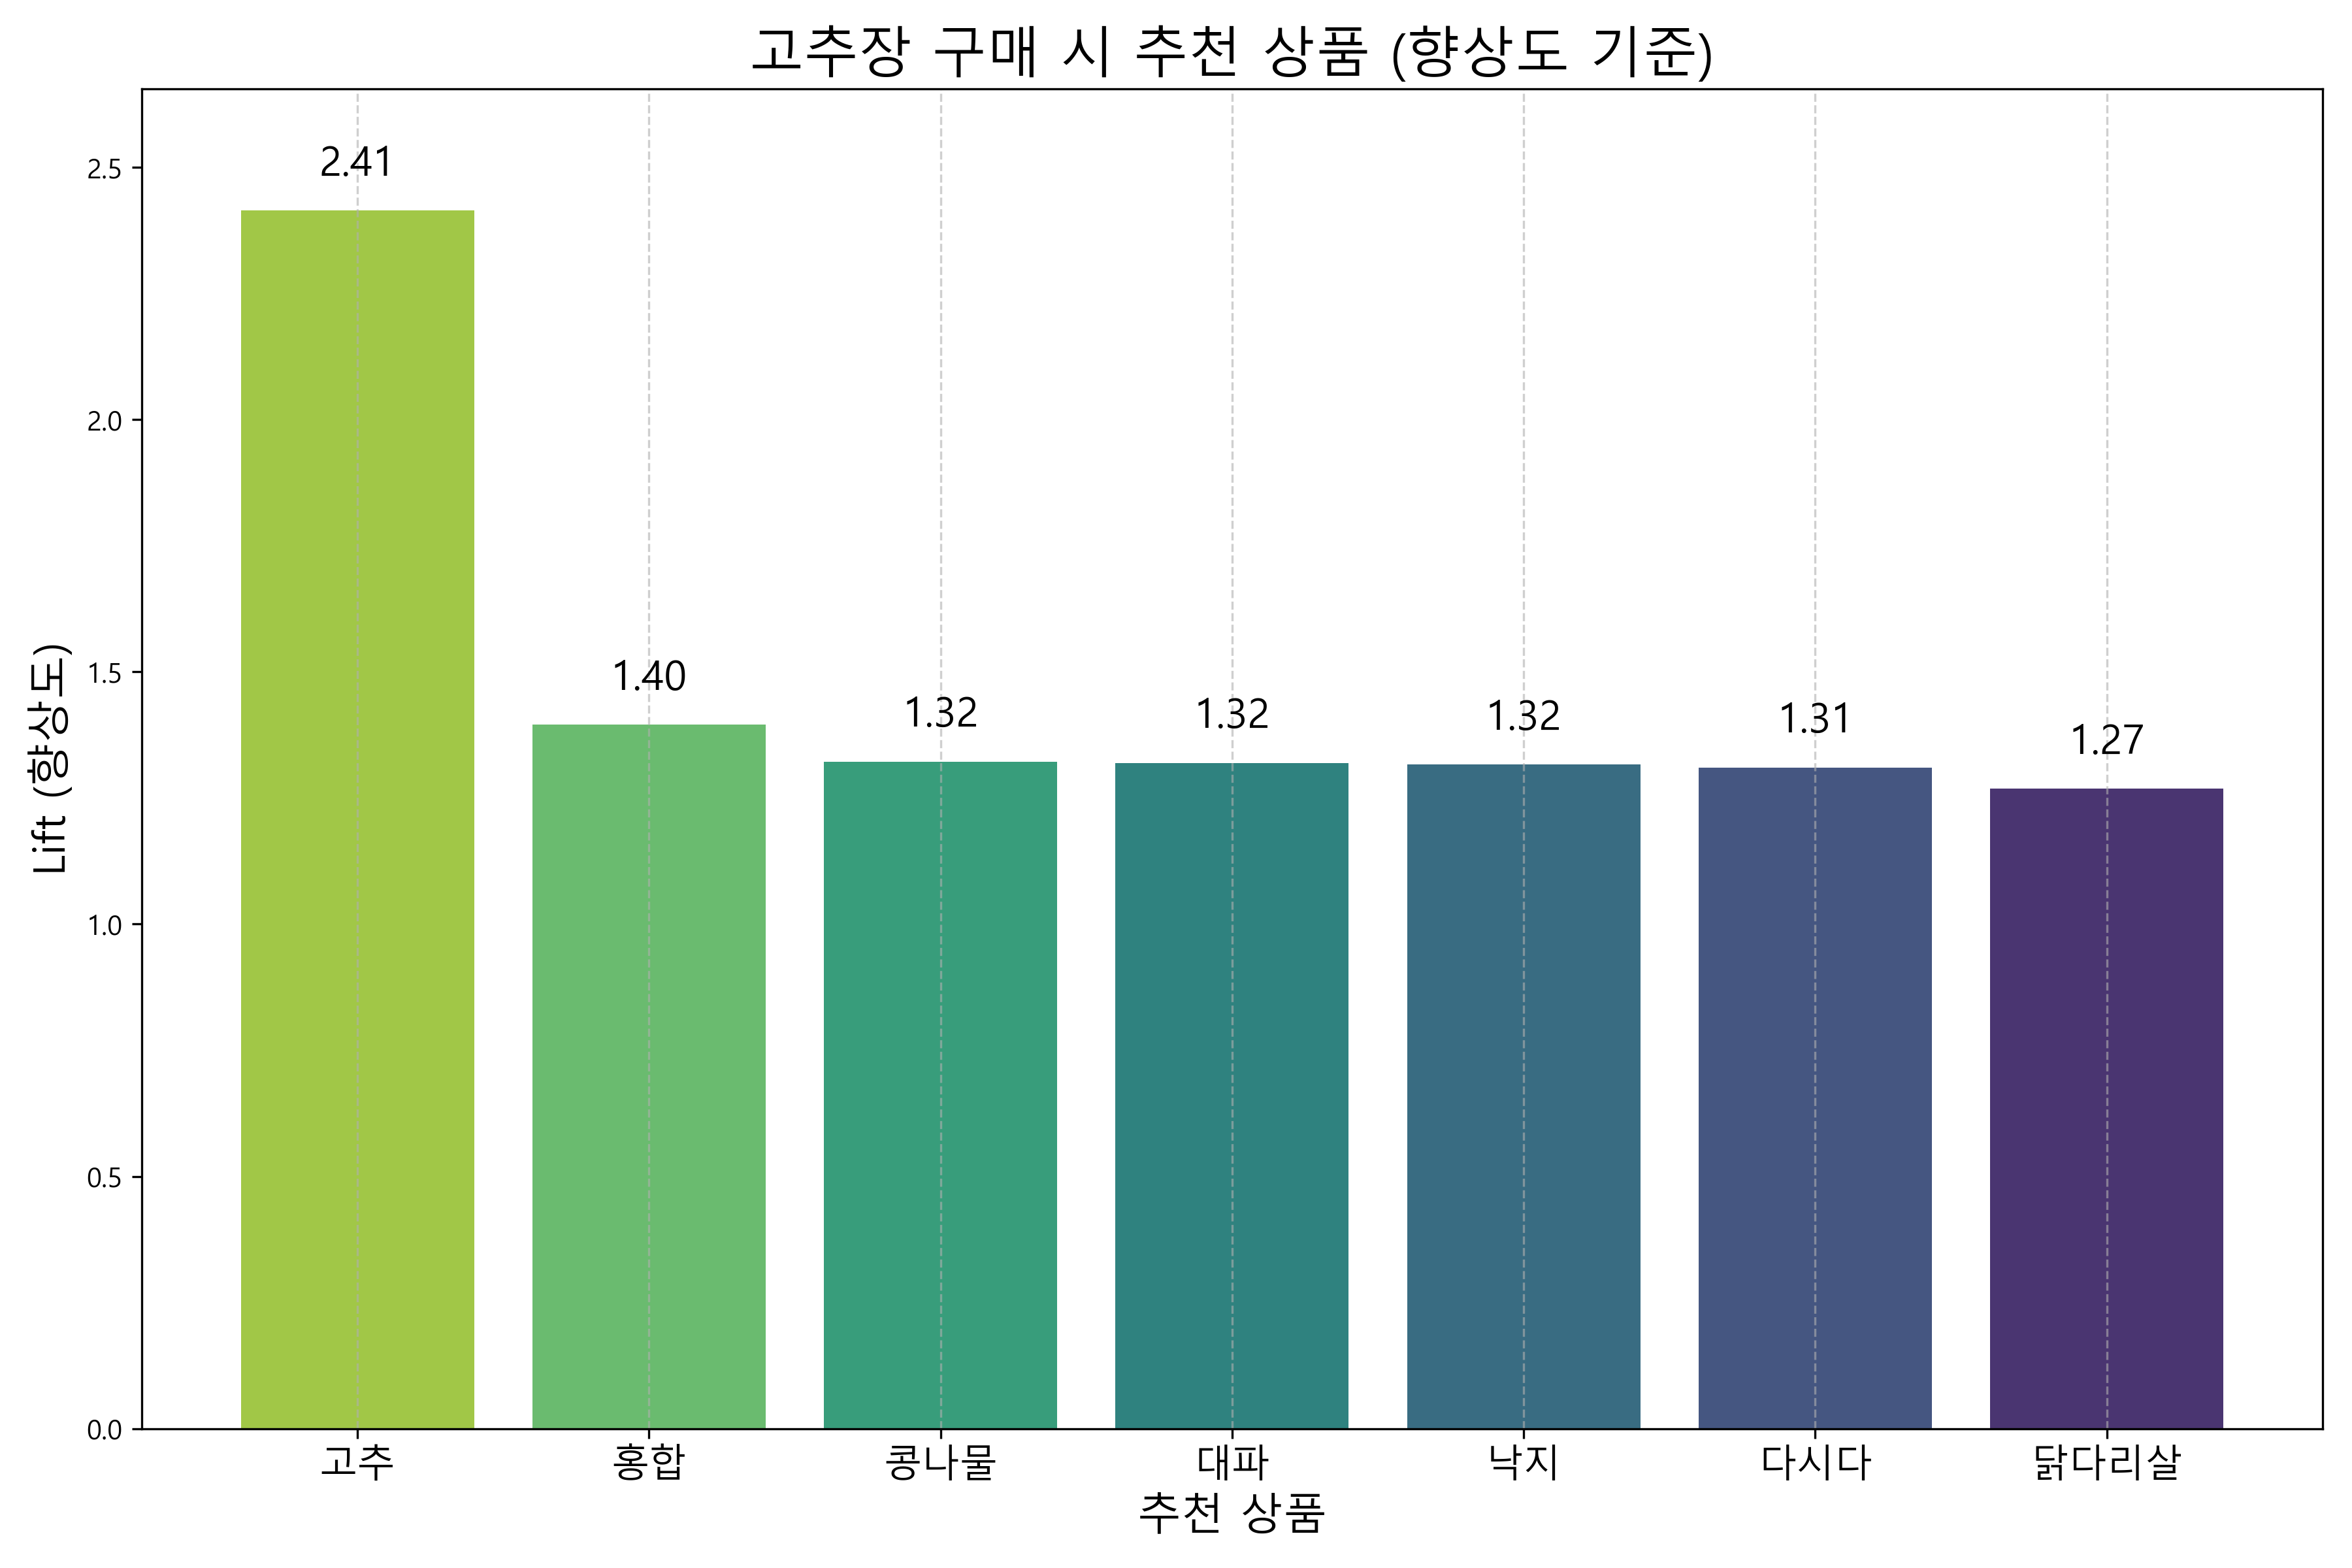 고추장 구매 시 추천 상품 (향상도 기준)
Lift (향상도)
2.5
2.0
1.5
1.0
0.5
0.0
2.41
1.40
1.32
1.32
1.32
1.31
1.27
고추
홍합
콩나물
대파
낙지
다시다
닭다리살
추천 상품